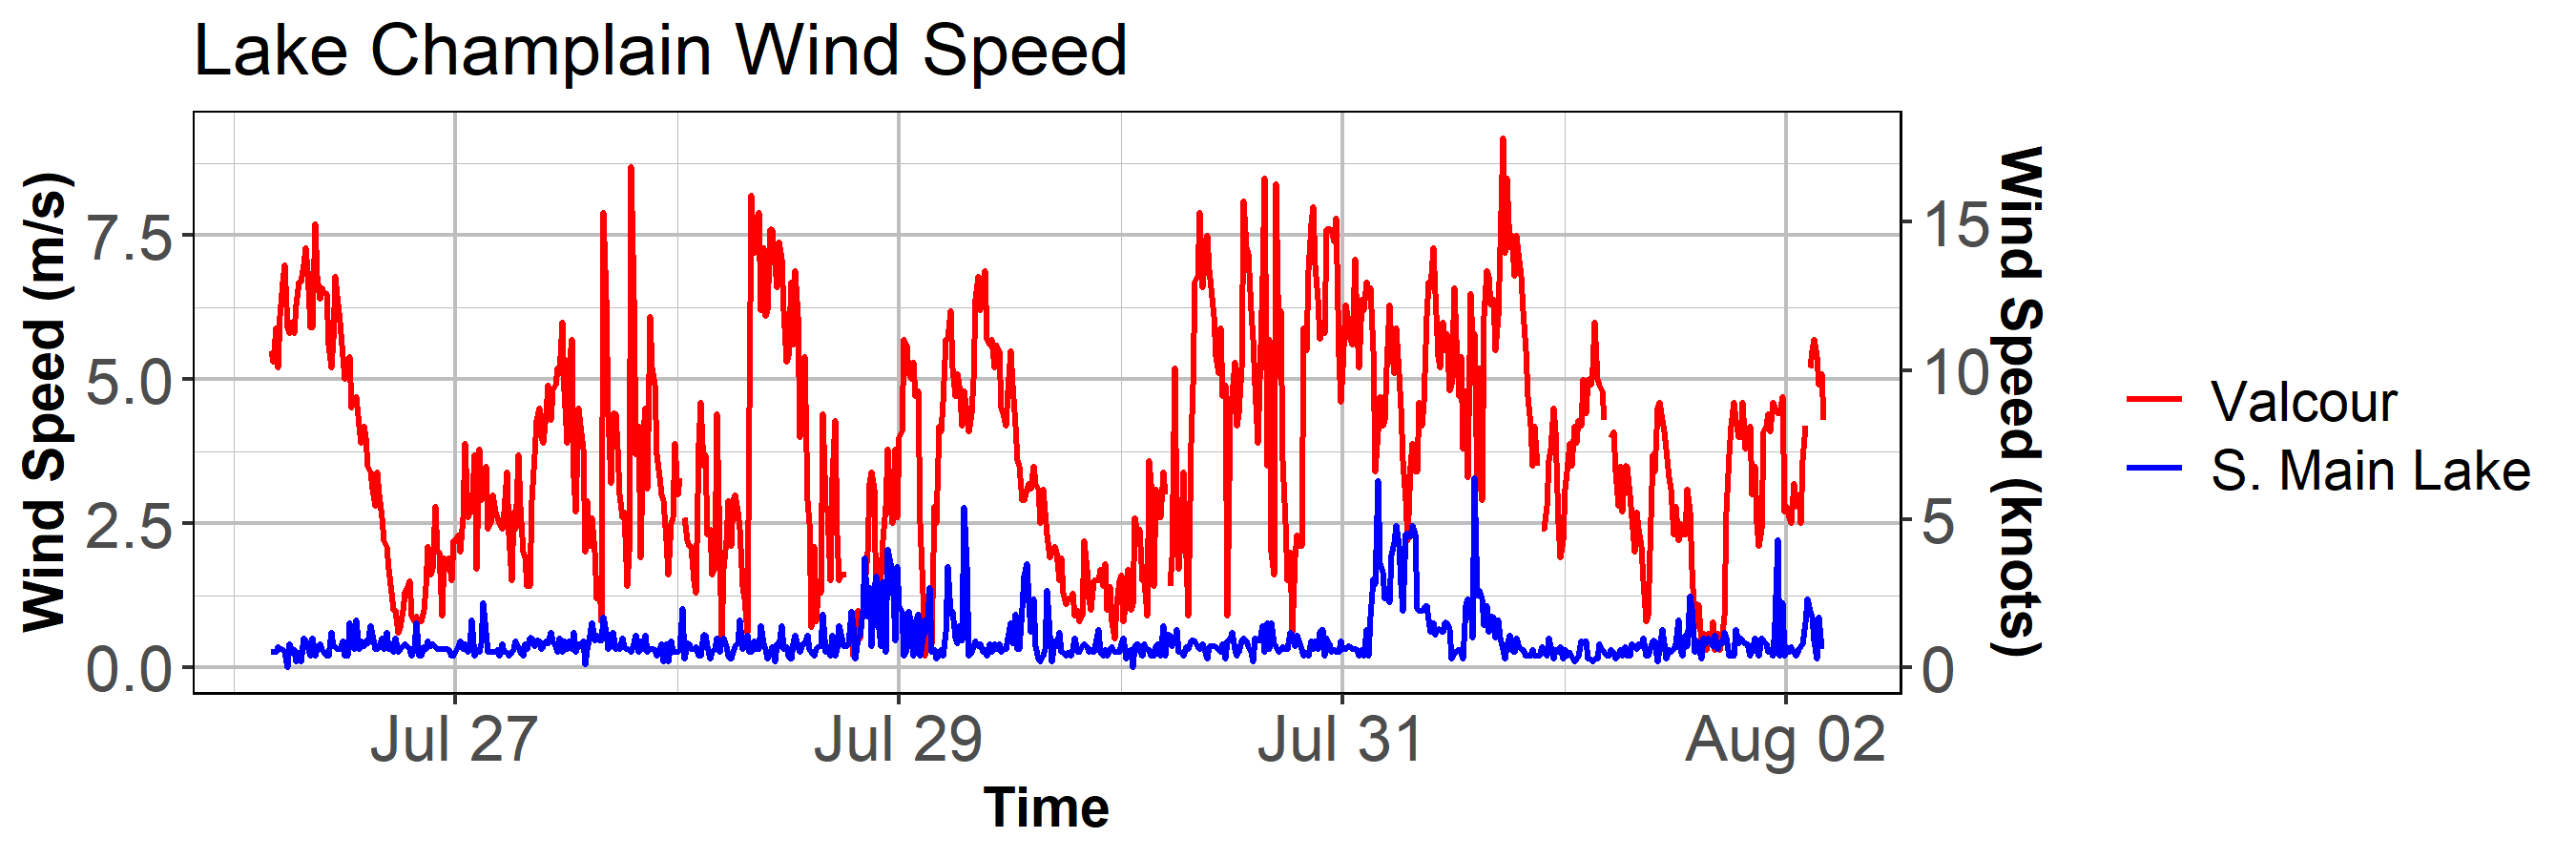 Lake Champlain Wind Speed
Wind Speed (m/s)
7.5
5.0
2.5
0.0
15
10
5
0
Wind Speed (knots)
Jul 27
Jul 29
Jul 31
Aug 02
Time
Valcour
S. Main Lake